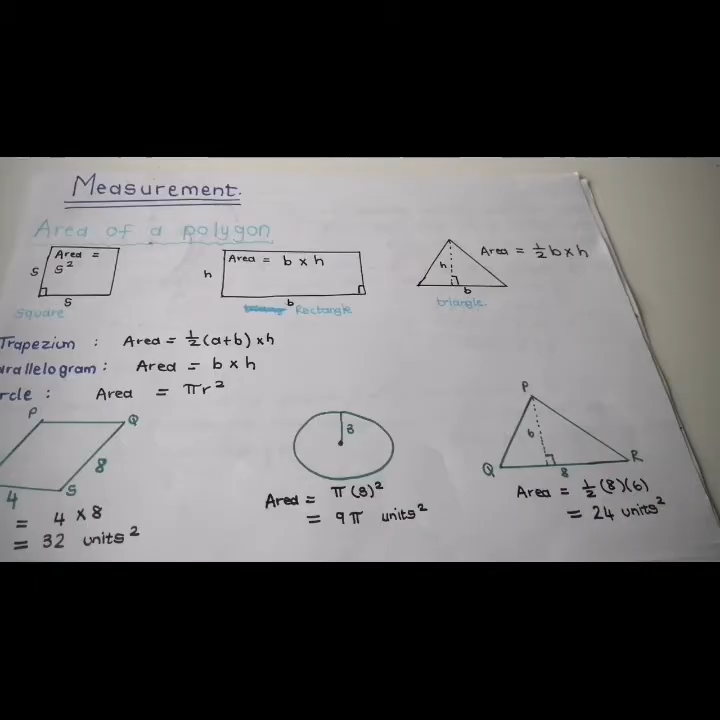 Measurement.
Area of a polygon
Area =
s²
s
s
Square
Area = b x h
h
b
Rectangle
Area = ½ b x h
h
b
triangle
Trapezium : Area = ½ (a+b) x h
rallelogram : Area = b x h
rcle : Area = πr²
P
Q
8
S
4
= 4 x 8
= 32 units²
8
Area = π (8)²
= 9π units²
P
6
Q
8
R
Area = ½ (8)(6)
= 24 units²